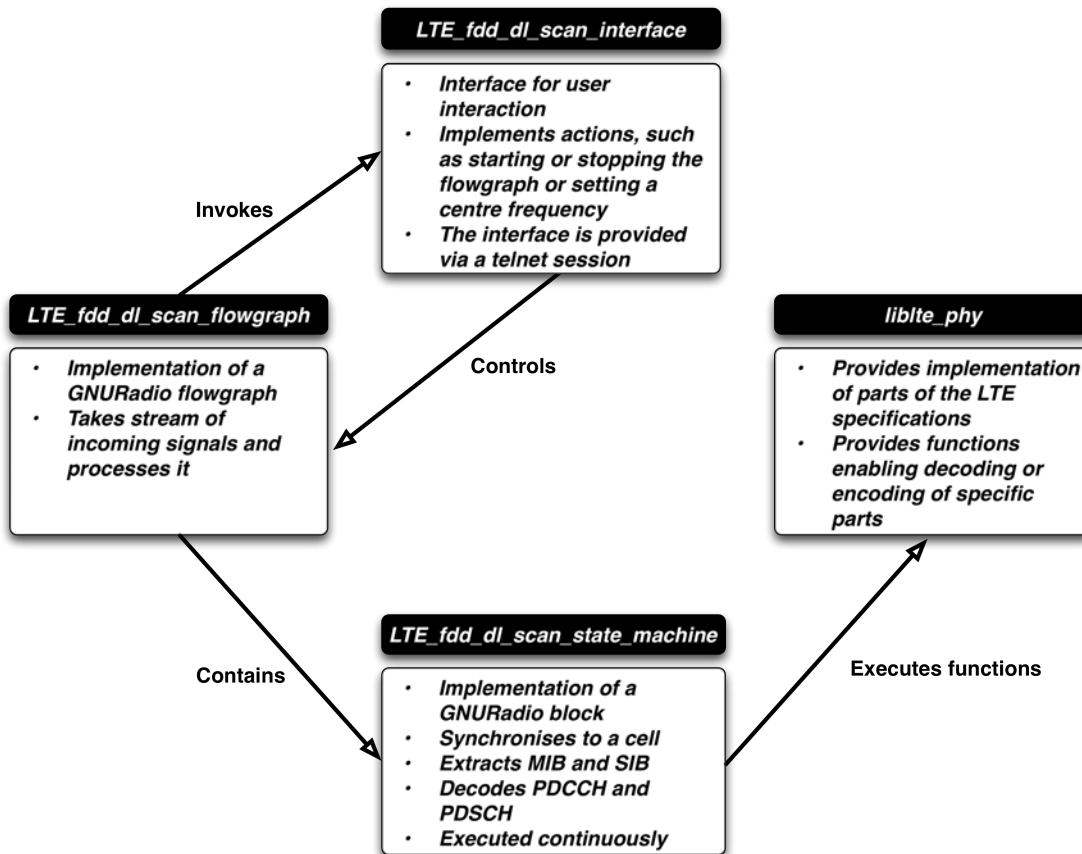 LTE_fdd_dl_scan_interface
• Interface for user
interaction
• Implements actions, such
as starting or stopping the
flowgraph or setting a
centre frequency
• The interface is provided
via a telnet session
Invokes
Controls
LTE_fdd_dl_scan_flowgraph
• Implementation of a
GNURadio flowgraph
• Takes stream of
incoming signals and
processes it
liblte_phy
• Provides implementation
of parts of the LTE
specifications
• Provides functions
enabling decoding or
encoding of specific
parts
Contains
Executes functions
LTE_fdd_dl_scan_state_machine
• Implementation of a
GNURadio block
• Synchronises to a cell
• Extracts MIB and SIB
• Decodes PDCCH and
PDSCH
• Executed continuously